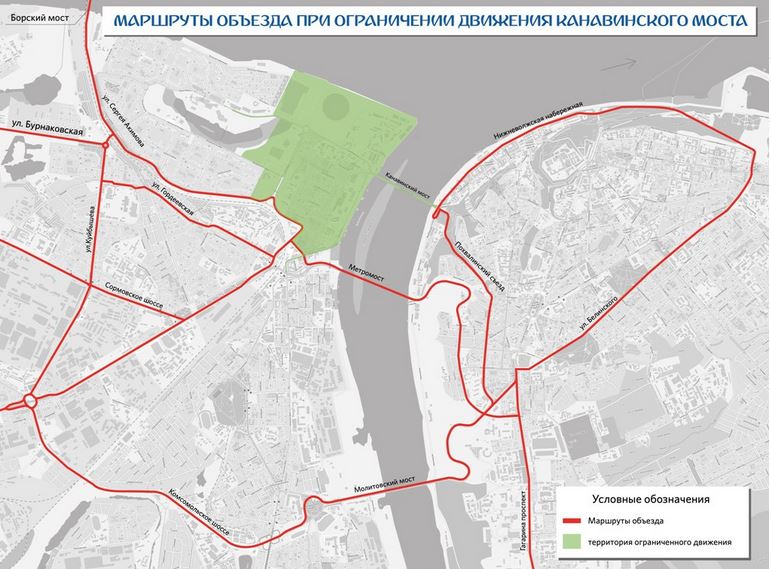 МАРШРУТЫ ОБЪЕЗДА ПРИ ОГРАНИЧЕНИИ ДВИЖЕНИЯ КАНАВИНСКОГО МОСТА
Борский мост
ул. Сергея Акимова
ул. Бурнаковская
Нижневолжская набережная
Канавинский мост
ул. Гордеевская
ул.Куйбышева
Похвалинский съезд
Метромост
Сормовское шоссе
ул. Белинского
Молитовский мост
Комсомольское шоссе
Гагарина проспект
Условные обозначения
Маршруты объезда
территория ограниченного движения